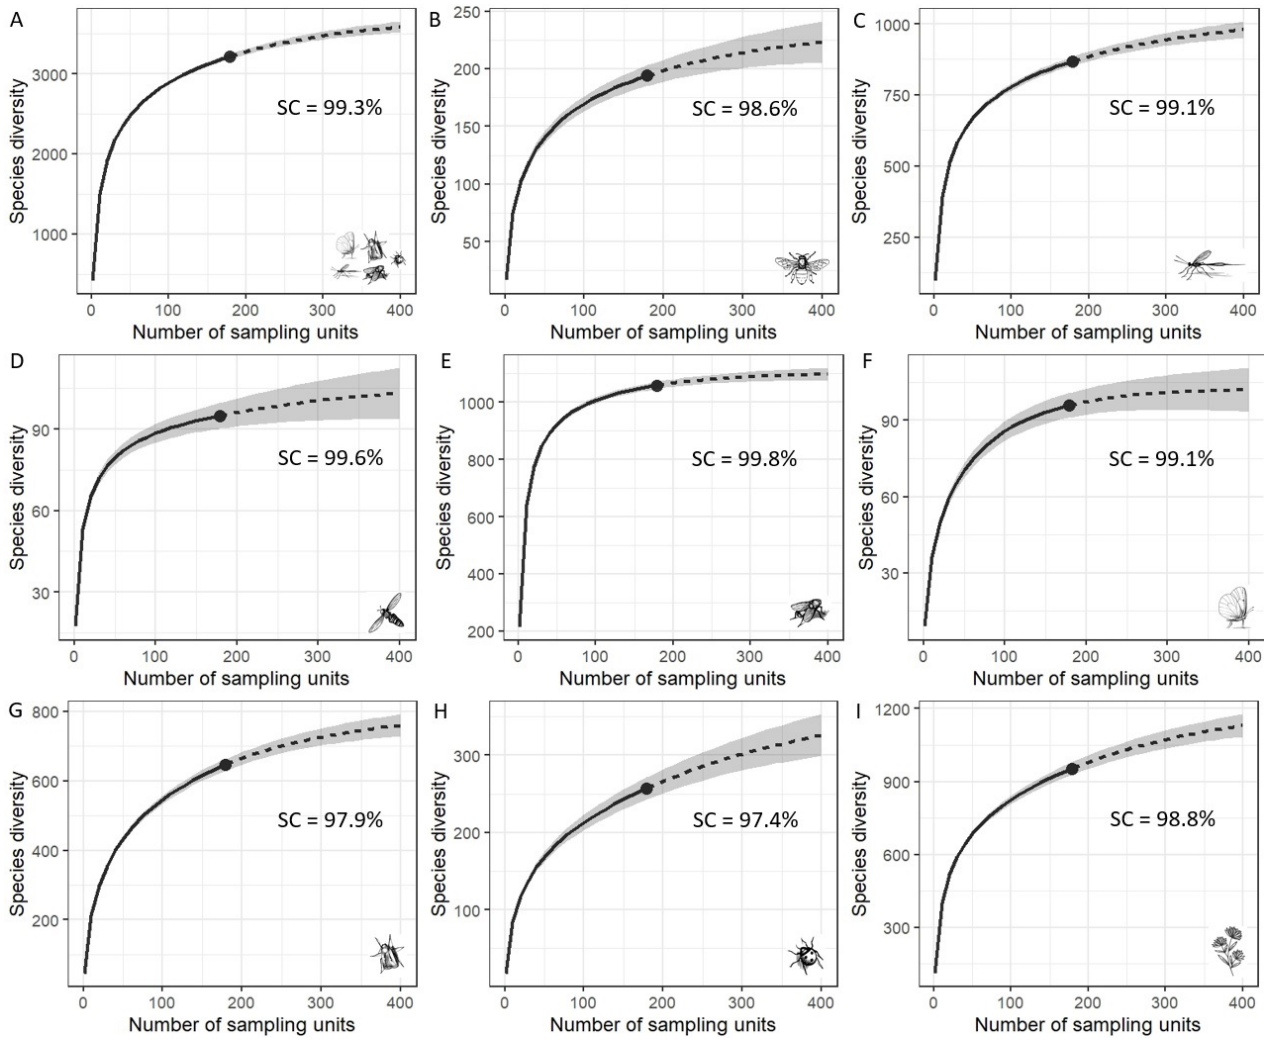 A
Species diversity
3000
2000
1000
SC = 99.3%
0 100 200 300 400
Number of sampling units
B
Species diversity
250
200
150
100
50
SC = 98.6%
0 100 200 300 400
Number of sampling units
C
Species diversity
1000
750
500
250
SC = 99.1%
0 100 200 300 400
Number of sampling units
D
Species diversity
90
60
30
SC = 99.6%
0 100 200 300 400
Number of sampling units
E
Species diversity
1000
800
600
400
200
SC = 99.8%
0 100 200 300 400
Number of sampling units
F
Species diversity
90
60
30
SC = 99.1%
0 100 200 300 400
Number of sampling units
G
Species diversity
800
600
400
200
SC = 97.9%
0 100 200 300 400
Number of sampling units
H
Species diversity
300
200
100
SC = 97.4%
0 100 200 300 400
Number of sampling units
I
Species diversity
1200
900
600
300
SC = 98.8%
0 100 200 300 400
Number of sampling units